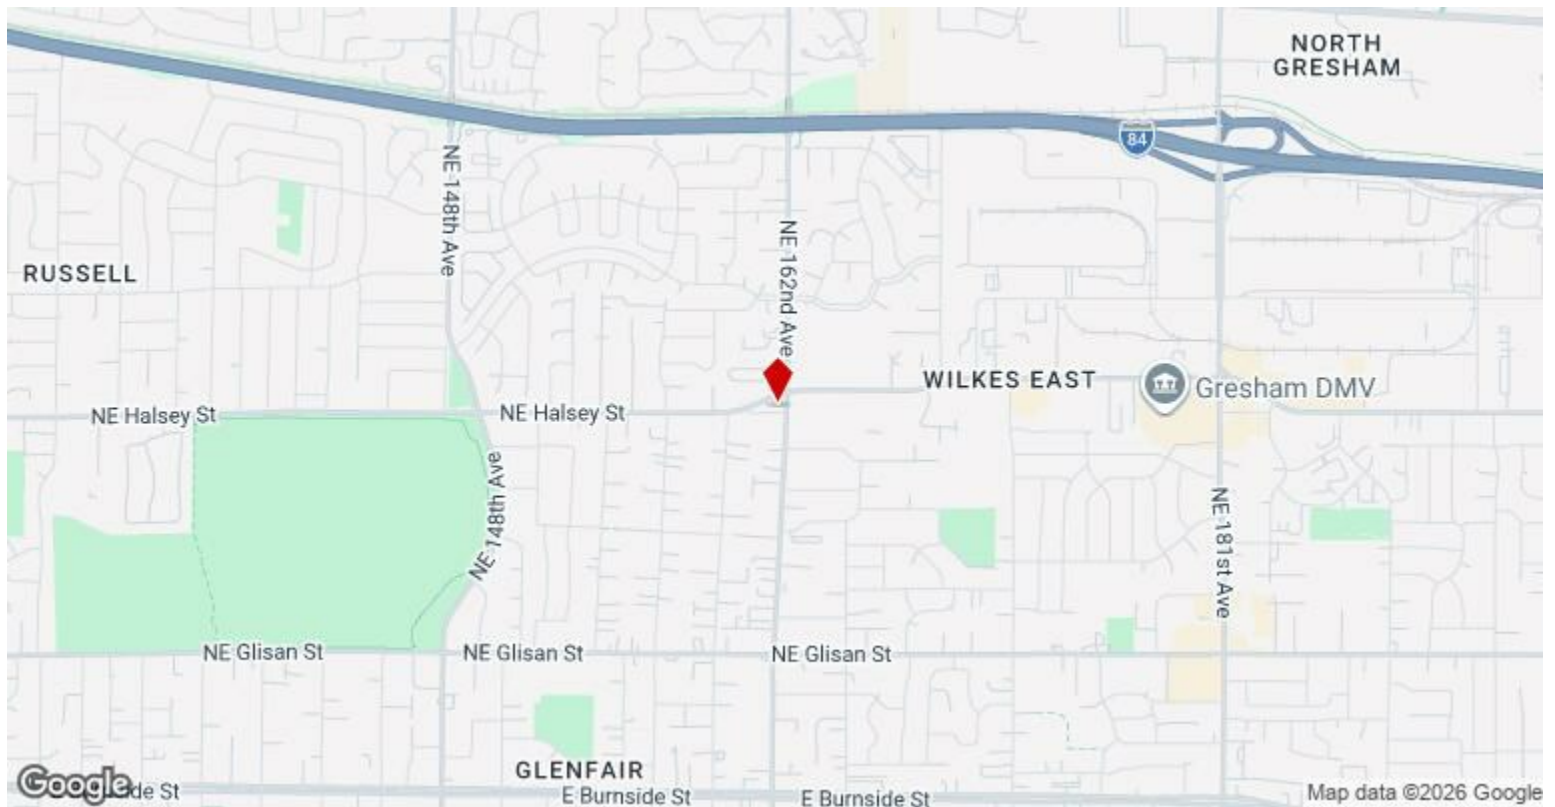 NORTH
GRESHAM
84
NE 148th Ave
NE 162nd Ave
RUSSELL
WILKES EAST
Gresham DMV
NE Halsey St
NE Halsey St
NE 148th Ave
NE 181st Ave
NE Glisan St
NE Glisan St
NE Glisan St
GLENFAIR
Google
St
E Burnside St
E Burnside St
Map data ©2026 Google